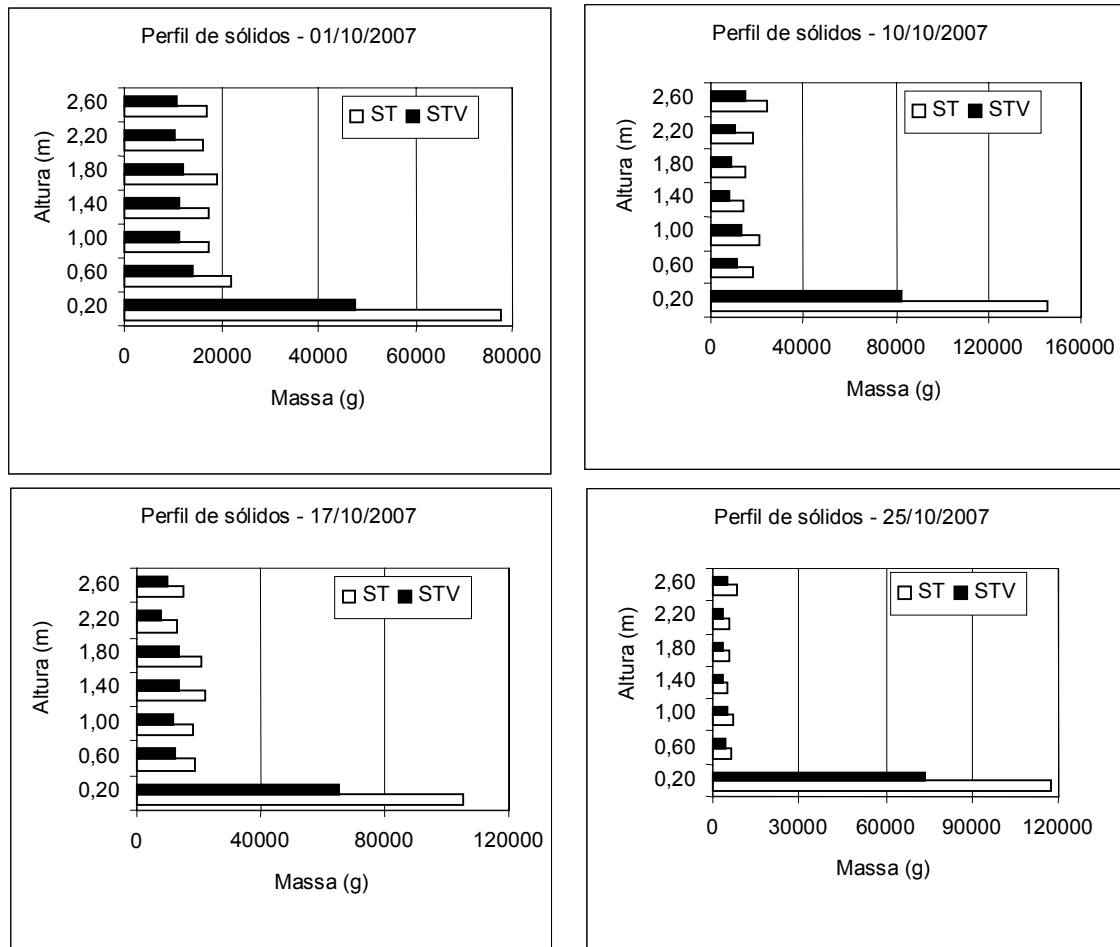 Perfil de sólidos - 01/10/2007
ST STV
Altura (m)
2,60
2,20
1,80
1,40
1,00
0,60
0,20
0 20000 40000 60000 80000
Massa (g)
Perfil de sólidos - 10/10/2007
ST STV
Altura (m)
2,60
2,20
1,80
1,40
1,00
0,60
0,20
0 40000 80000 120000 160000
Massa (g)
Perfil de sólidos - 17/10/2007
ST STV
Altura (m)
2,60
2,20
1,80
1,40
1,00
0,60
0,20
0 40000 80000 120000
Massa (g)
Perfil de sólidos - 25/10/2007
ST STV
Altura (m)
2,60
2,20
1,80
1,40
1,00
0,60
0,20
0 30000 60000 90000 120000
Massa (g)